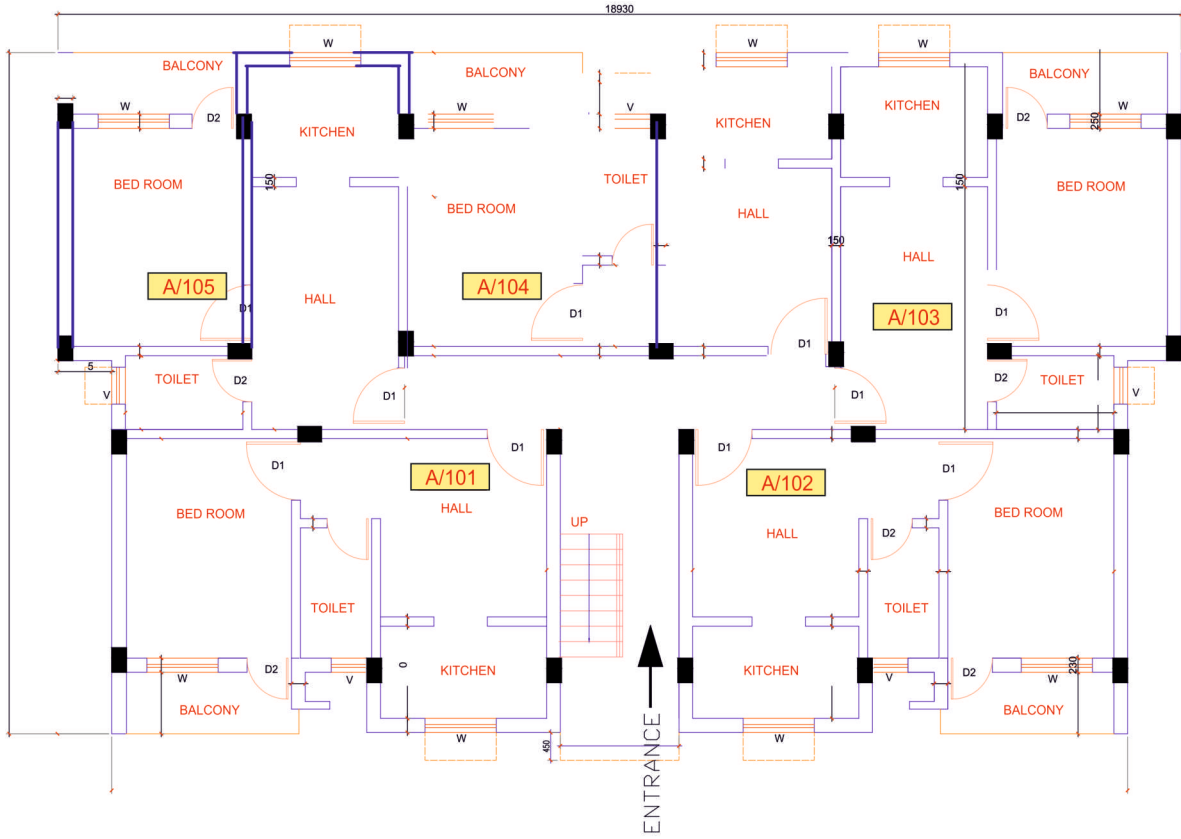 18930
W
W
W
BALCONY
BALCONY
BALCONY
W
D2
W
V
D2
W
KITCHEN
KITCHEN
KITCHEN
250
BED ROOM
150
BED ROOM
TOILET
150
BED ROOM
HALL
150
HALL
A/105
A/104
HALL
A/103
D1
D1
D1
D1
5
TOILET
D2
D1
D1
D2
TOILET
V
V
D1
D1
D1
D1
A/101
A/102
BED ROOM
HALL
UP
HALL
BED ROOM
D2
TOILET
TOILET
0
KITCHEN
KITCHEN
D2
W
V
V
D2
W
230
BALCONY
BALCONY
W
450
W
ENTRANCE